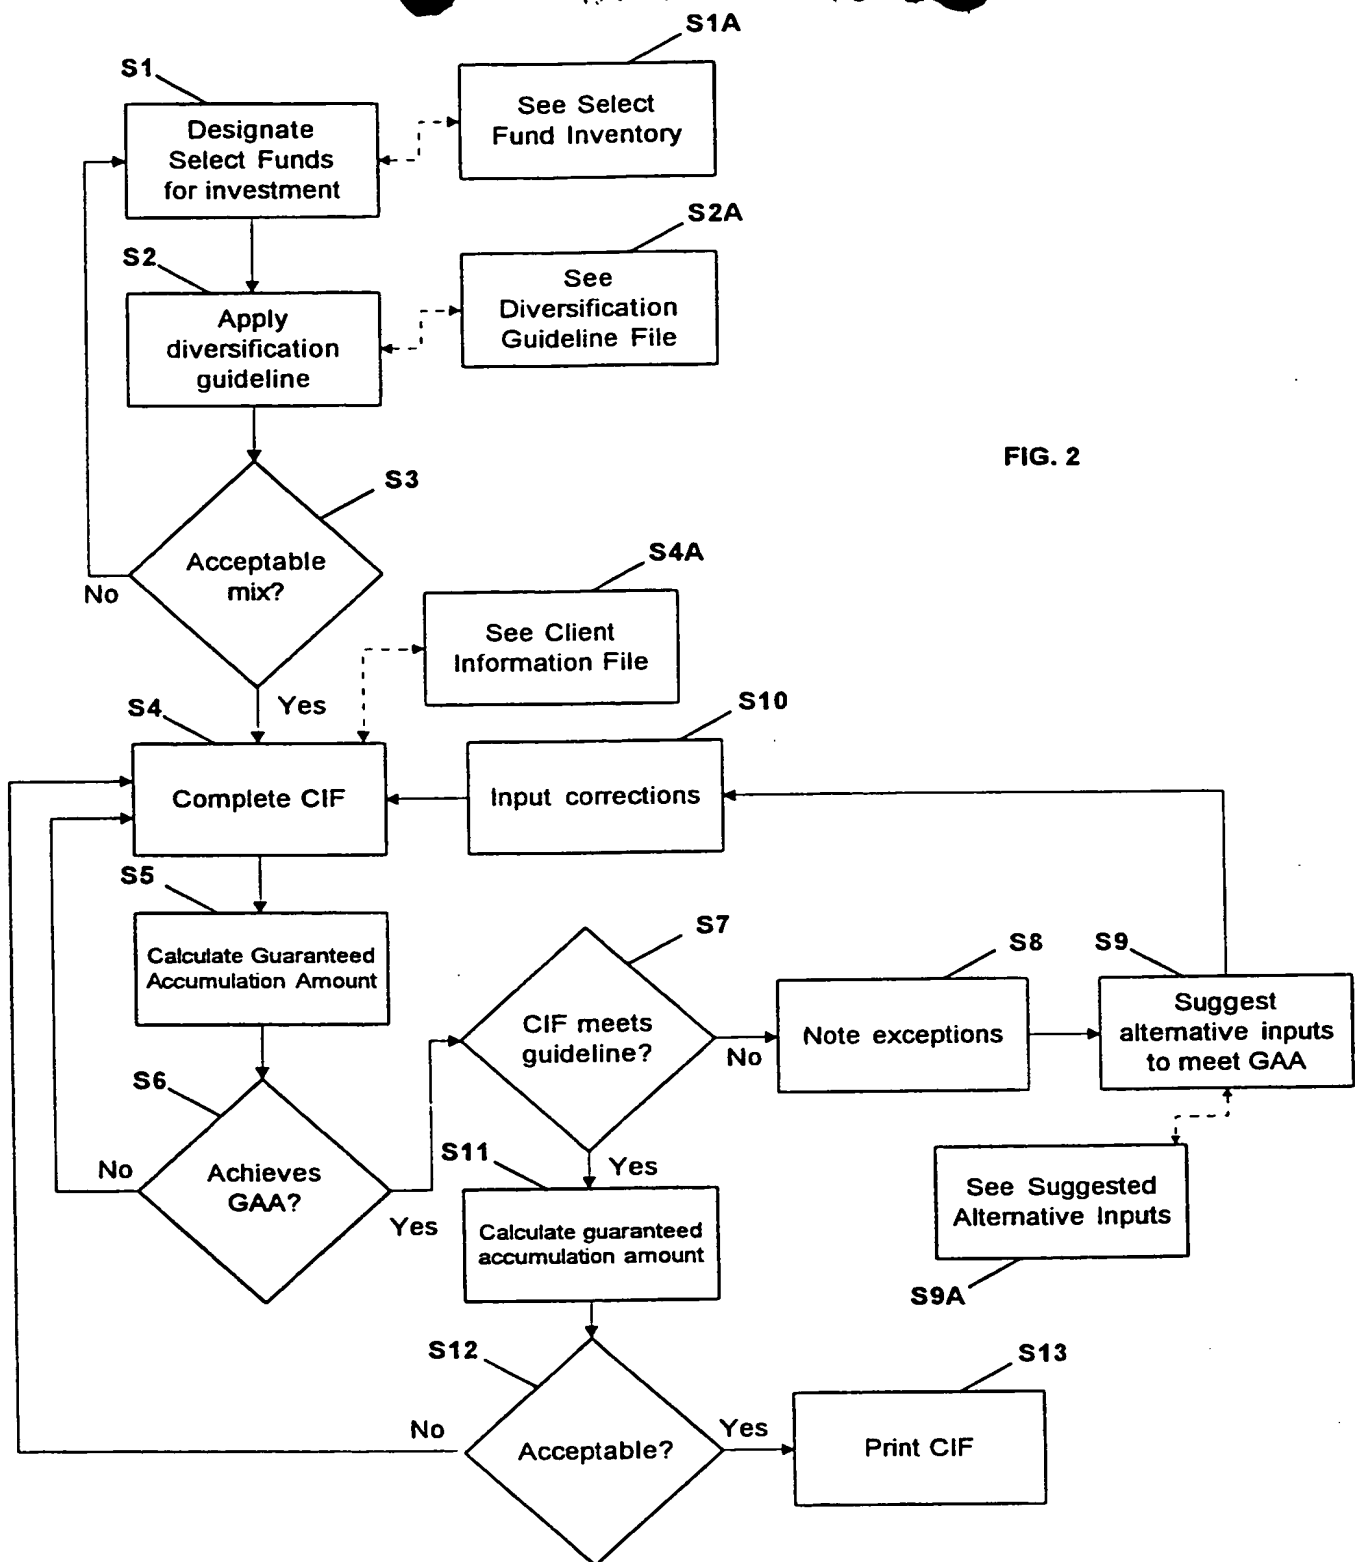 S1A
S1
See Select
Fund Inventory
Designate
Select Funds
for investment
S2A
S2
See
Diversification
Guideline File
Apply
diversification
guideline
FIG. 2
S3
Acceptable
mix?
No
S4A
See Client
Information File
Yes
S4
S10
Complete CIF
Input corrections
S5
Calculate Guaranteed
Accumulation Amount
S7
S8
S9
CIF meets
guideline?
No
Note exceptions
Suggest
alternative inputs
to meet GAA
S6
Achieves
GAA?
No
Yes
S11
Yes
Calculate guaranteed
accumulation amount
See Suggested
Alternative Inputs
S9A
S12
S13
No
Acceptable?
Yes
Print CIF